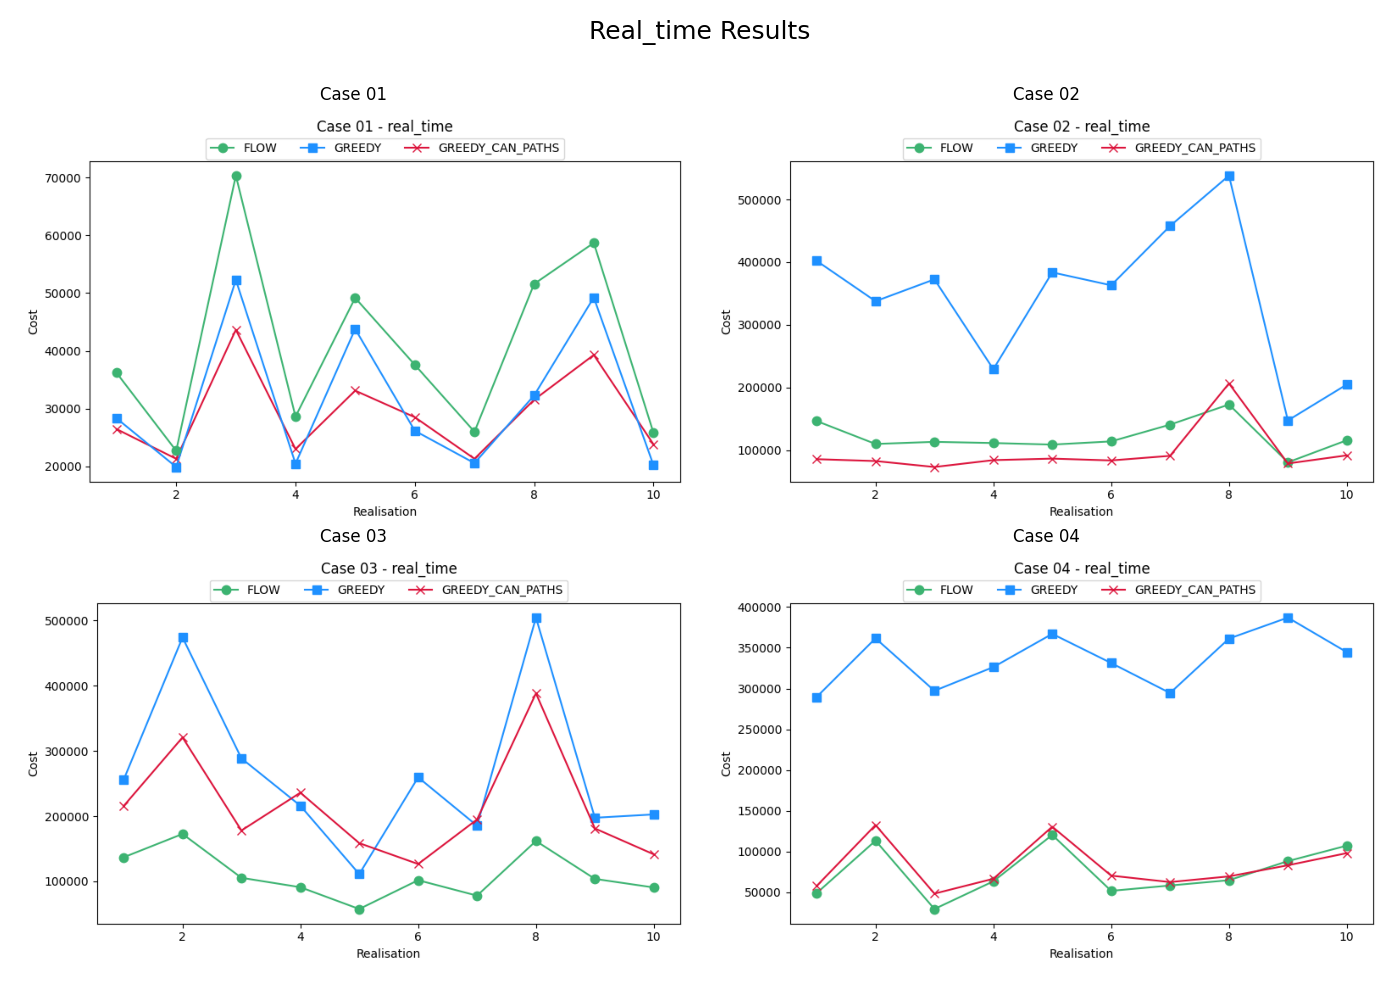 Real_time Results
Case 01
Case 01 - real_time
FLOW GREEDY GREEDY_CAN_PATHS
70000
60000
50000
40000
30000
20000
Cost
2 4 6 8 10
Realisation
Case 02
Case 02 - real_time
FLOW GREEDY GREEDY_CAN_PATHS
500000
400000
300000
200000
100000
Cost
2 4 6 8 10
Realisation
Case 03
Case 03 - real_time
FLOW GREEDY GREEDY_CAN_PATHS
500000
400000
300000
200000
100000
Cost
2 4 6 8 10
Realisation
Case 04
Case 04 - real_time
FLOW GREEDY GREEDY_CAN_PATHS
400000
350000
300000
250000
200000
150000
100000
50000
Cost
2 4 6 8 10
Realisation